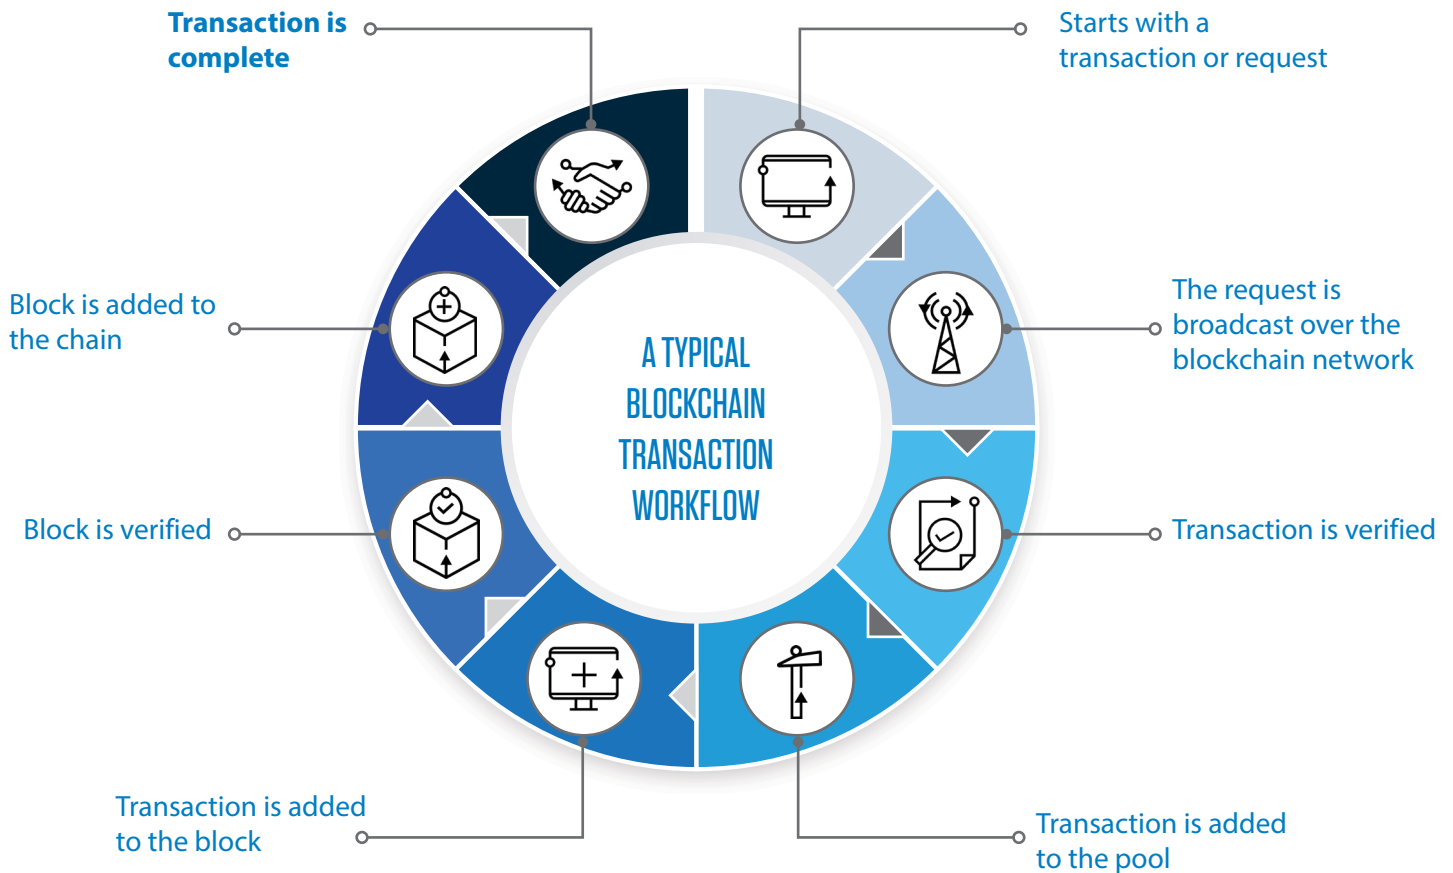 Transaction is
complete
Starts with a
transaction or request
The request is
broadcast over the
blockchain network
Transaction is verified
Transaction is added
to the pool
Transaction is added
to the block
Block is verified
Block is added to
the chain
A TYPICAL
BLOCKCHAIN
TRANSACTION
WORKFLOW